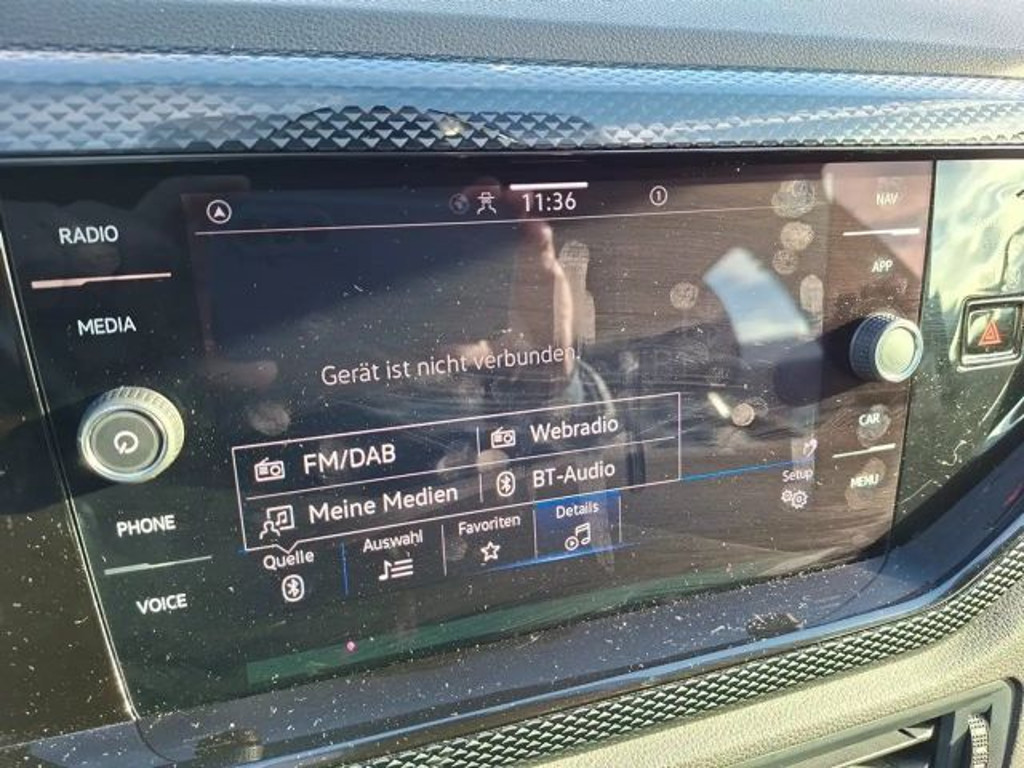 11:36
1
NAV
RADIO
APP
MEDIA
Gerät ist nicht verbunden.
FM/DAB
Webradio
CAR
Meine Medien
BT-Audio
Setup
MENU
PHONE
Quelle
Auswahl
Favoriten
Details
VOICE